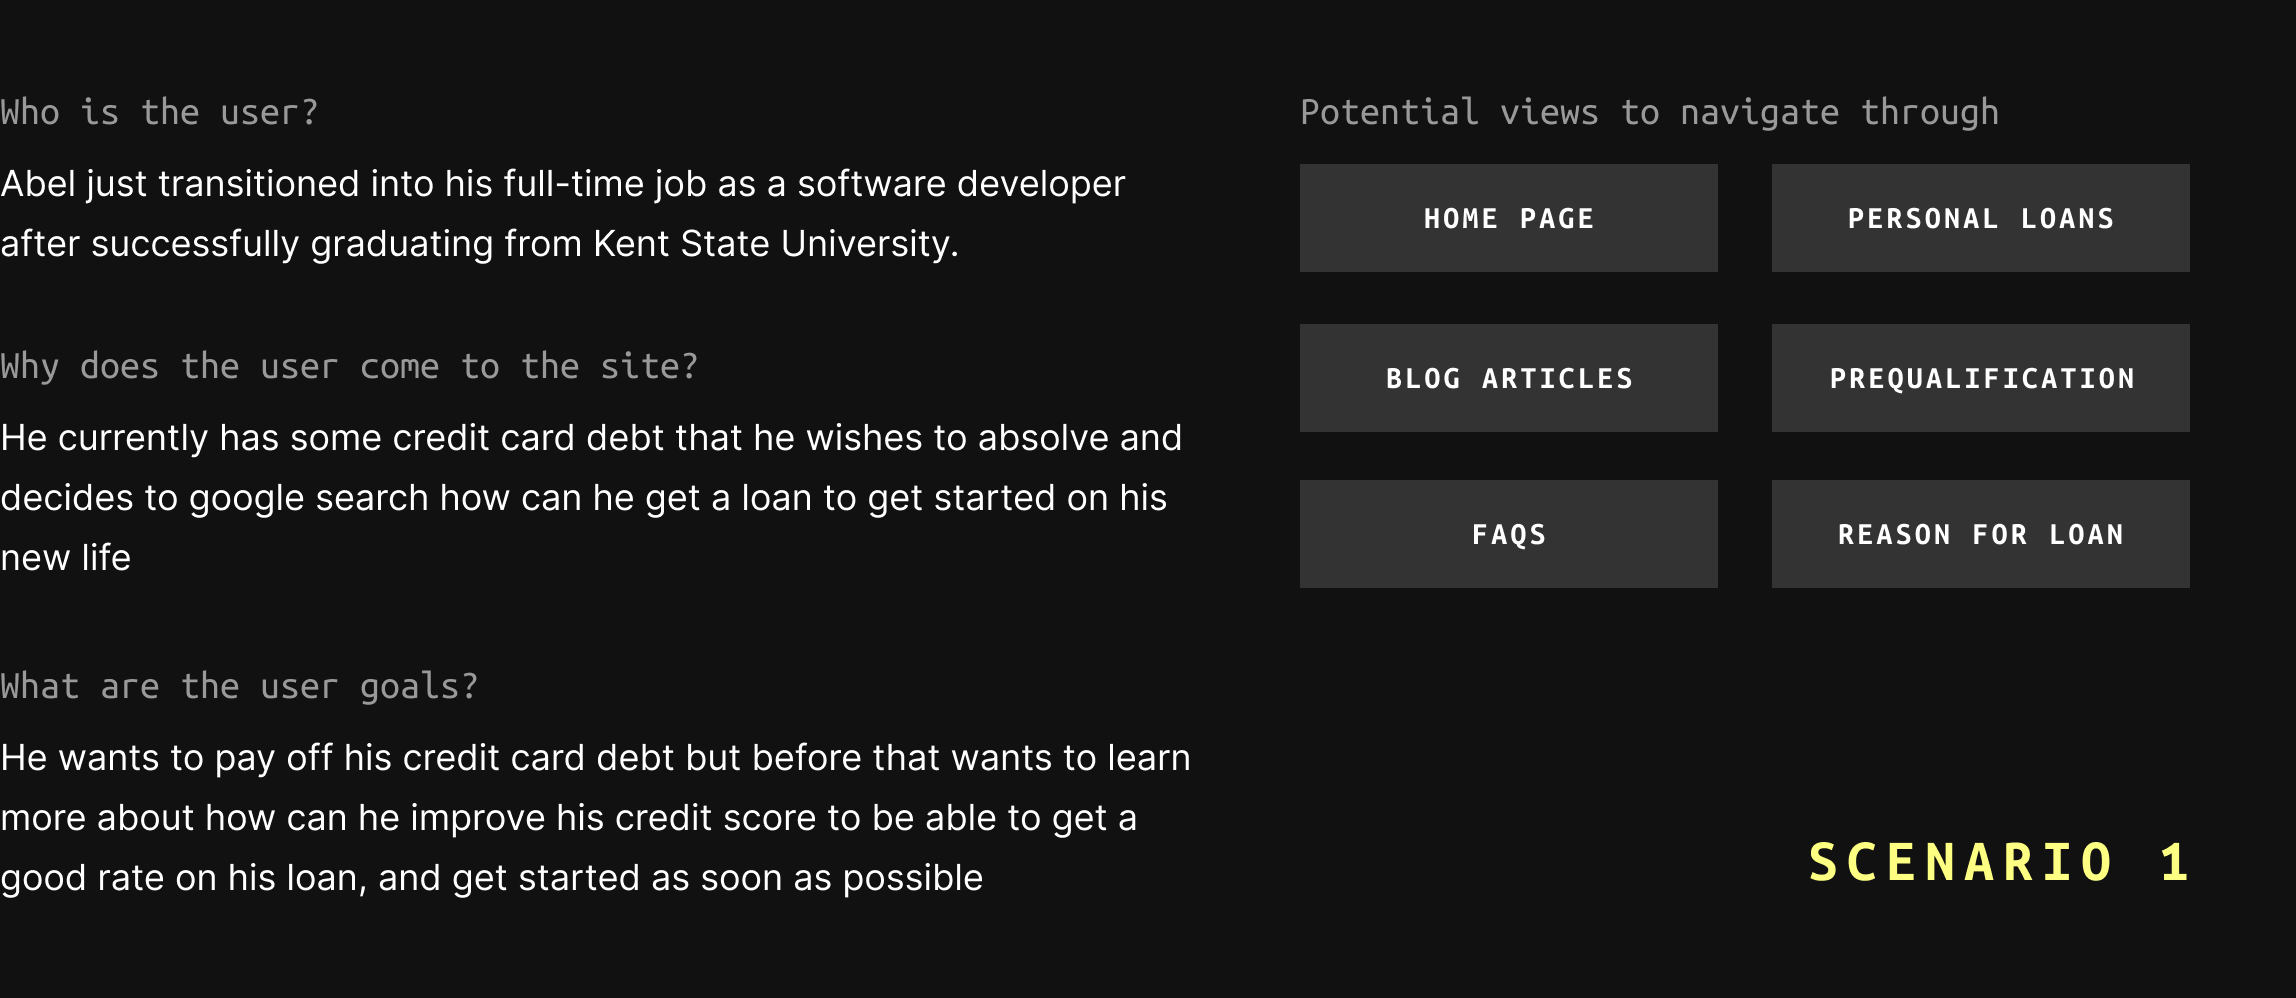 Who is the user?
Abel just transitioned into his full-time job as a software developer
after successfully graduating from Kent State University.
Why does the user come to the site?
He currently has some credit card debt that he wishes to absolve and
decides to google search how can he get a loan to get started on his
new life
What are the user goals?
He wants to pay off his credit card debt but before that wants to learn
more about how can he improve his credit score to be able to get a
good rate on his loan, and get started as soon as possible
Potential views to navigate through
HOME PAGE
PERSONAL LOANS
BLOG ARTICLES
PREQUALIFICATION
FAQS
REASON FOR LOAN
SCENARIO 1